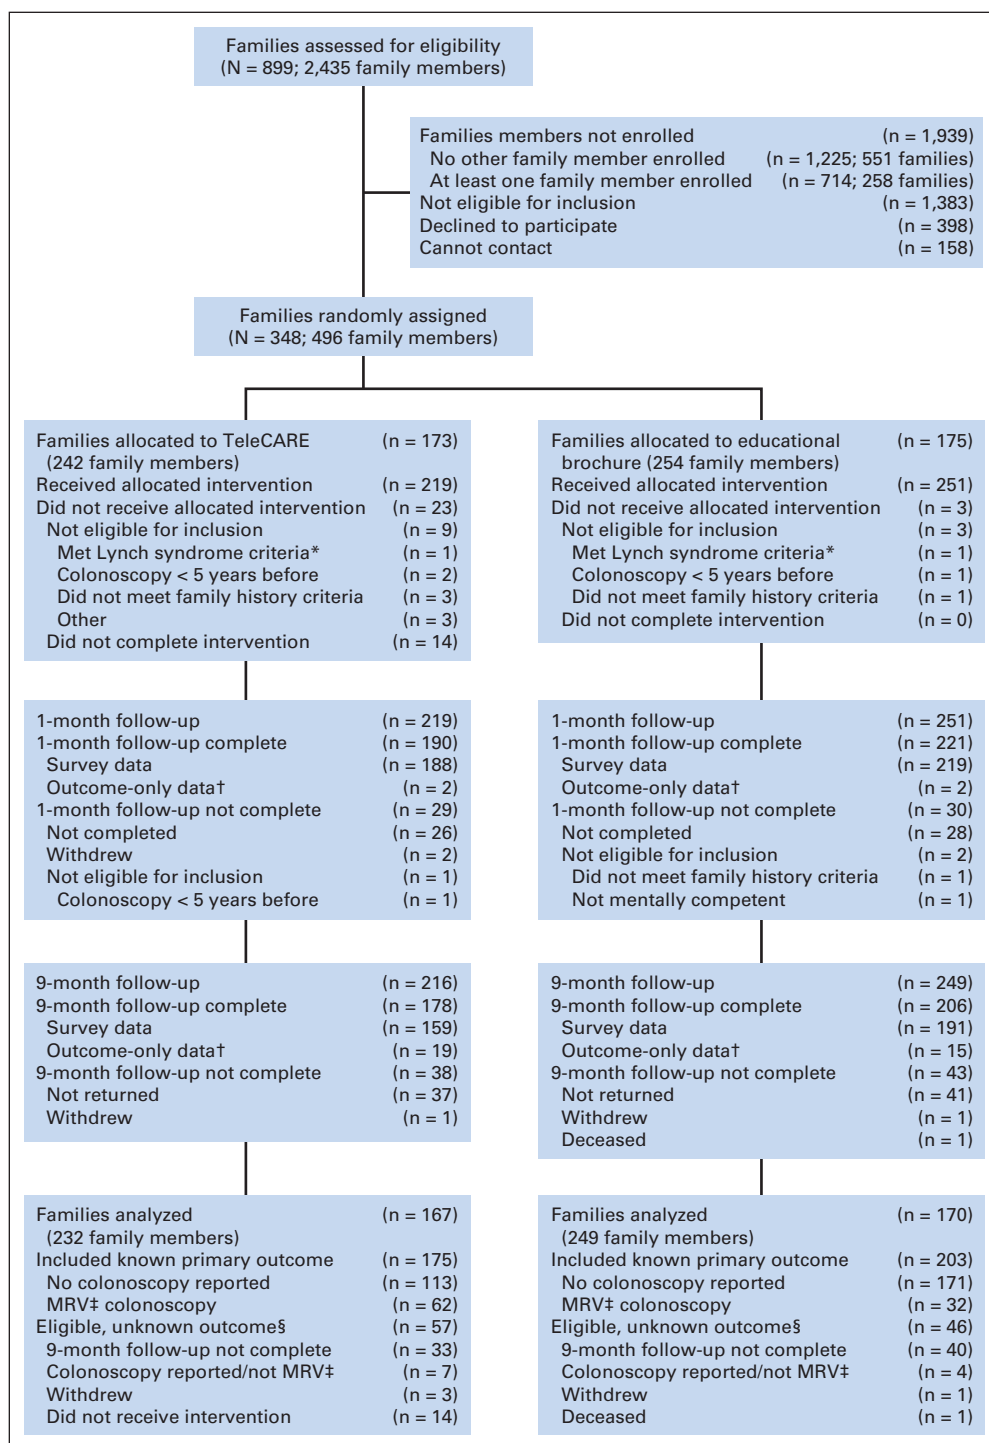 Families assessed for eligibility
(N = 899; 2,435 family members)
Families members not enrolled (n = 1,939)
No other family member enrolled (n = 1,225; 551 families)
At least one family member enrolled (n = 714; 258 families)
Not eligible for inclusion (n = 1,383)
Declined to participate (n = 398)
Cannot contact (n = 158)
Families randomly assigned
(N = 348; 496 family members)
Families allocated to TeleCARE (n = 173)
(242 family members)
Received allocated intervention (n = 219)
Did not receive allocated intervention (n = 23)
Not eligible for inclusion (n = 9)
Met Lynch syndrome criteria* (n = 1)
Colonoscopy < 5 years before (n = 2)
Did not meet family history criteria (n = 3)
Other (n = 3)
Did not complete intervention (n = 14)
Families allocated to educational (n = 175)
brochure (254 family members)
Received allocated intervention (n = 251)
Did not receive allocated intervention (n = 3)
Not eligible for inclusion (n = 3)
Met Lynch syndrome criteria* (n = 1)
Colonoscopy < 5 years before (n = 1)
Did not meet family history criteria (n = 1)
Did not complete intervention (n = 0)
1-month follow-up (n = 219)
1-month follow-up complete (n = 190)
Survey data (n = 188)
Outcome-only data† (n = 2)
1-month follow-up not complete (n = 29)
Not completed (n = 26)
Withdrew (n = 2)
Not eligible for inclusion (n = 1)
Colonoscopy < 5 years before (n = 1)
1-month follow-up (n = 251)
1-month follow-up complete (n = 221)
Survey data (n = 219)
Outcome-only data† (n = 2)
1-month follow-up not complete (n = 30)
Not completed (n = 28)
Not eligible for inclusion (n = 2)
Did not meet family history criteria (n = 1)
Not mentally competent (n = 1)
9-month follow-up (n = 216)
9-month follow-up complete (n = 178)
Survey data (n = 159)
Outcome-only data† (n = 19)
9-month follow-up not complete (n = 38)
Not returned (n = 37)
Withdrew (n = 1)
9-month follow-up (n = 249)
9-month follow-up complete (n = 206)
Survey data (n = 191)
Outcome-only data† (n = 15)
9-month follow-up not complete (n = 43)
Not returned (n = 41)
Withdrew (n = 1)
Deceased (n = 1)
Families analyzed (n = 167)
(232 family members)
Included known primary outcome (n = 175)
No colonoscopy reported (n = 113)
MRV‡ colonoscopy (n = 62)
Eligible, unknown outcome§ (n = 57)
9-month follow-up not complete (n = 33)
Colonoscopy reported/not MRV‡ (n = 7)
Withdrew (n = 3)
Did not receive intervention (n = 14)
Families analyzed (n = 170)
(249 family members)
Included known primary outcome (n = 203)
No colonoscopy reported (n = 171)
MRV‡ colonoscopy (n = 32)
Eligible, unknown outcome§ (n = 46)
9-month follow-up not complete (n = 40)
Colonoscopy reported/not MRV‡ (n = 4)
Withdrew (n = 1)
Deceased (n = 1)